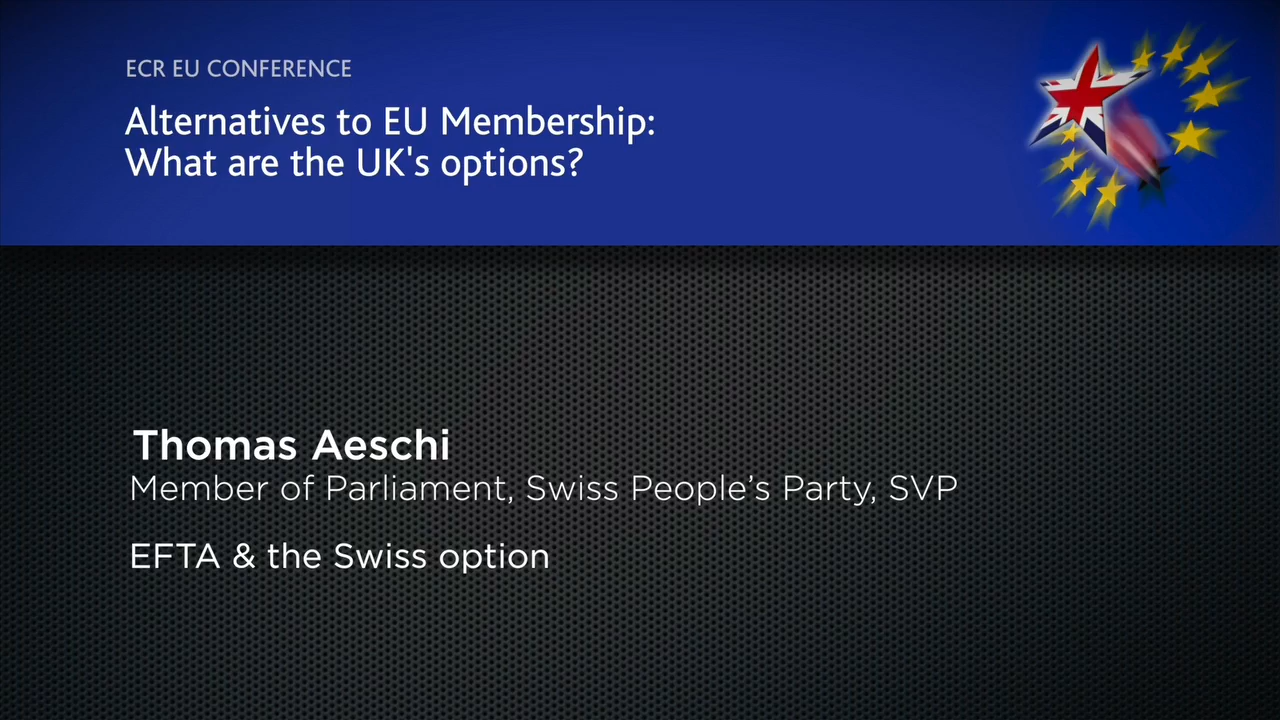 ECR EU CONFERENCE
Alternatives to EU Membership:
What are the UK's options?
Thomas Aeschi
Member of Parliament, Swiss People’s Party, SVP
EFTA & the Swiss option